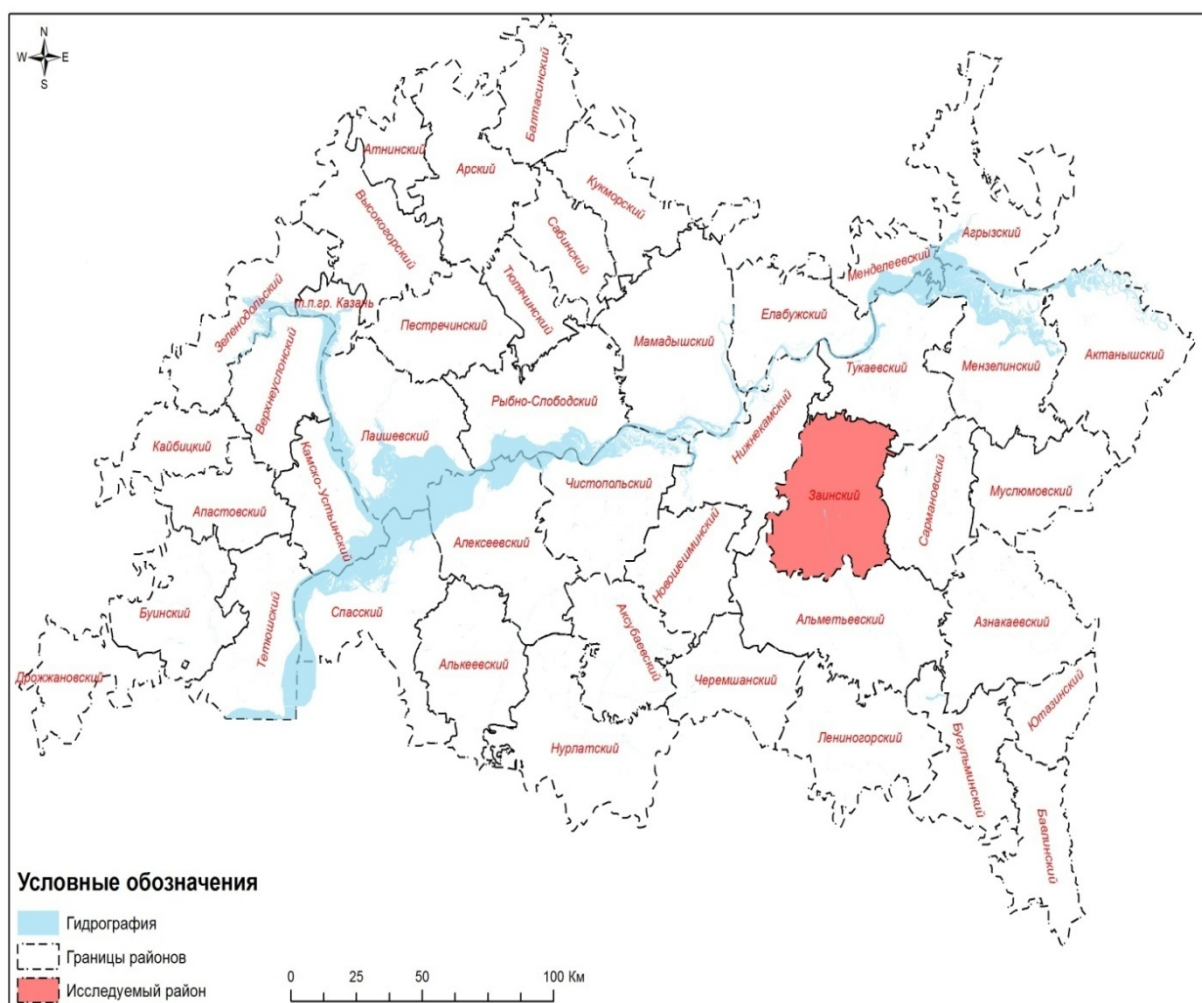 N
W E
S
Балтасинский
Атнинский
Арский
Кукморский
Высокогорский
Сабинский
Агрызский
Менделеевский
Тюлячинский
Зеленодольский
т.п.гр. Казань
Пестречинский
Елабужский
Мамадышский
Верхнеуслонский
Тукаевский
Мензелинский
Актанышский
Рыбно-Слободский
Лаишевский
Нижнекамский
Кайбицкий
Камско-Устьинский
Чистопольский
Заинский
Сармановский
Муслюмовский
Апастовский
Алексеевский
Новошешминский
Буинский
Тетюшский
Спасский
Аксубаевский
Альметьевский
Азнакаевский
Дрожжановский
Алькеевский
Черемшанский
Ютазинский
Нурлатский
Лениногорский
Бугульминский
Бавлинский
Условные обозначения
Гидрография
Границы районов
Исследуемый район
0 25 50 100 Км